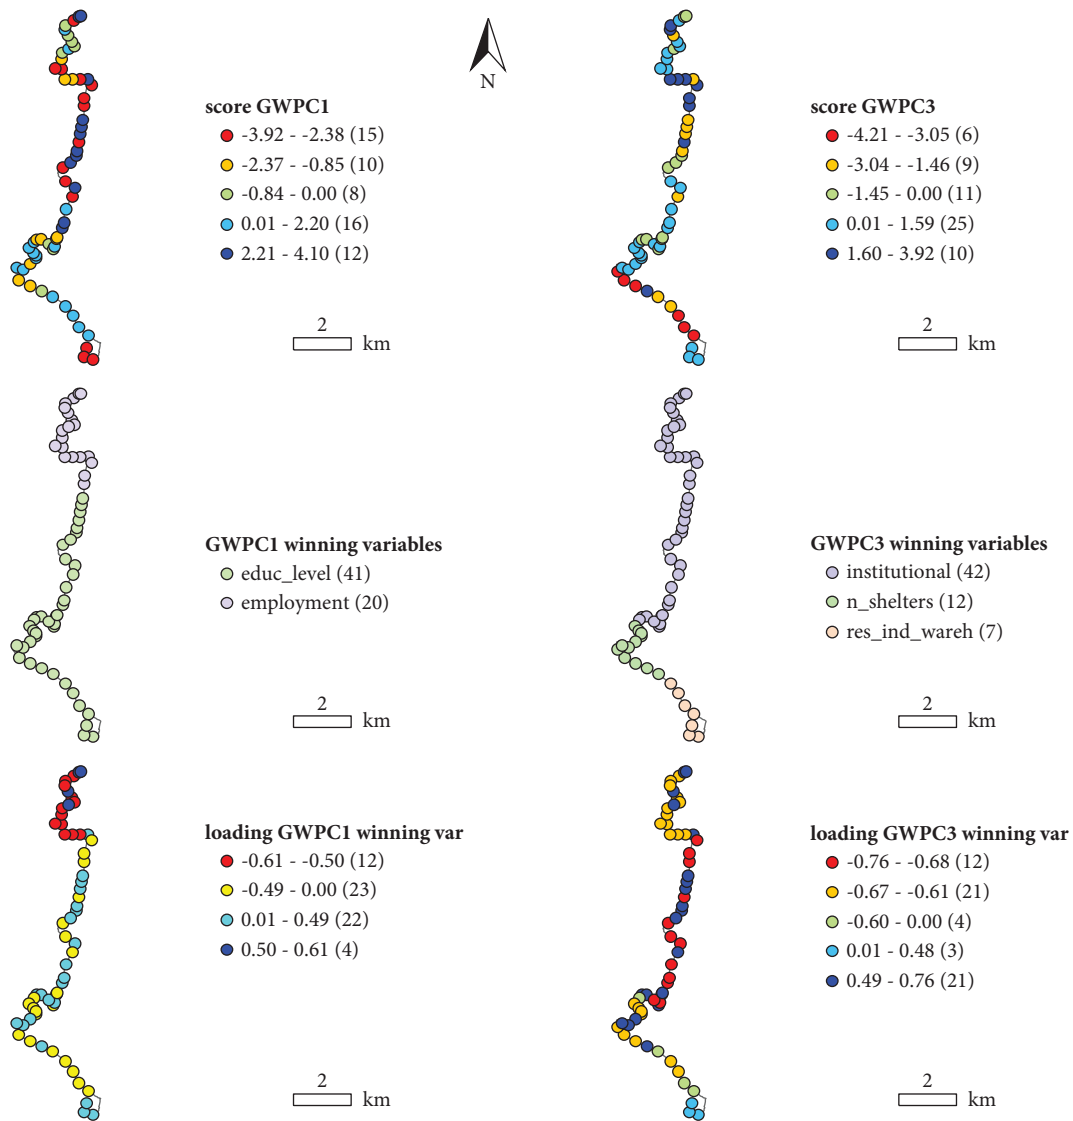 N
score GWPC1
-3.92 - -2.38 (15)
-2.37 - -0.85 (10)
-0.84 - 0.00 (8)
0.01 - 2.20 (16)
2.21 - 4.10 (12)
2
km
score GWPC3
-4.21 - -3.05 (6)
-3.04 - -1.46 (9)
-1.45 - 0.00 (11)
0.01 - 1.59 (25)
1.60 - 3.92 (10)
2
km
GWPC1 winning variables
educ_level (41)
employment (20)
2
km
GWPC3 winning variables
institutional (42)
n_shelters (12)
res_ind_wareh (7)
2
km
loading GWPC1 winning var
-0.61 - -0.50 (12)
-0.49 - 0.00 (23)
0.01 - 0.49 (22)
0.50 - 0.61 (4)
2
km
loading GWPC3 winning var
-0.76 - -0.68 (12)
-0.67 - -0.61 (21)
-0.60 - 0.00 (4)
0.01 - 0.48 (3)
0.49 - 0.76 (21)
2
km